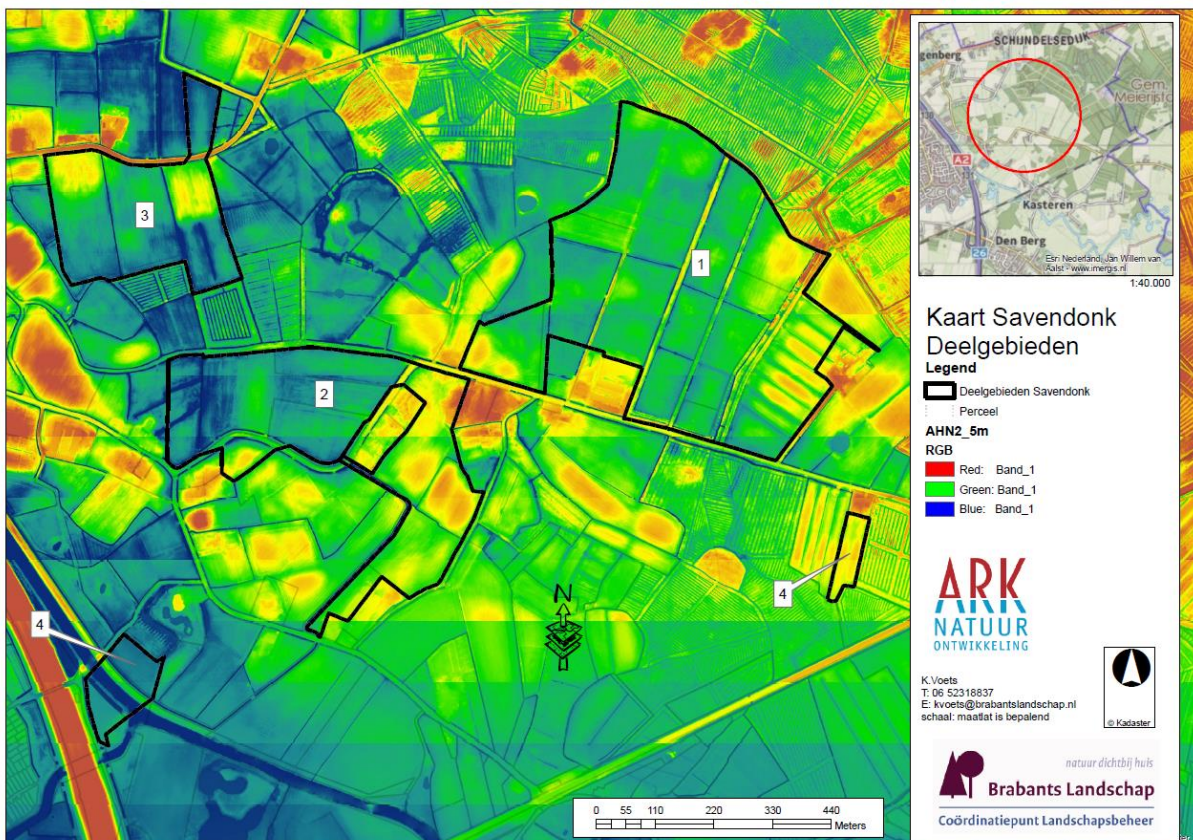 3
1
2
4
4
N
0 55 110 220 330 440
Meters
SCHIJNDELSEDIJK
genberg
Gem.
Meierijsta
A2
Kasteren
Den Berg
26
Esri Nederland, Jan Willem van
Aalst - www.imergis.nl
1:40.000
Kaart Savendonk
Deelgebieden
Legend
Deelgebieden Savendonk
Perceel
AHN2_5m
RGB
Red: Band_1
Green: Band_1
Blue: Band_1
ARK
NATUUR
ONTWIKKELING
K.Voets
T: 06 52318837
E: kvoets@brabantslandschap.nl
schaal: maatlat is bepalend
© Kadaster
natuur dichtbij huis
Brabants Landschap
Coördinatiepunt Landschapsbeheer